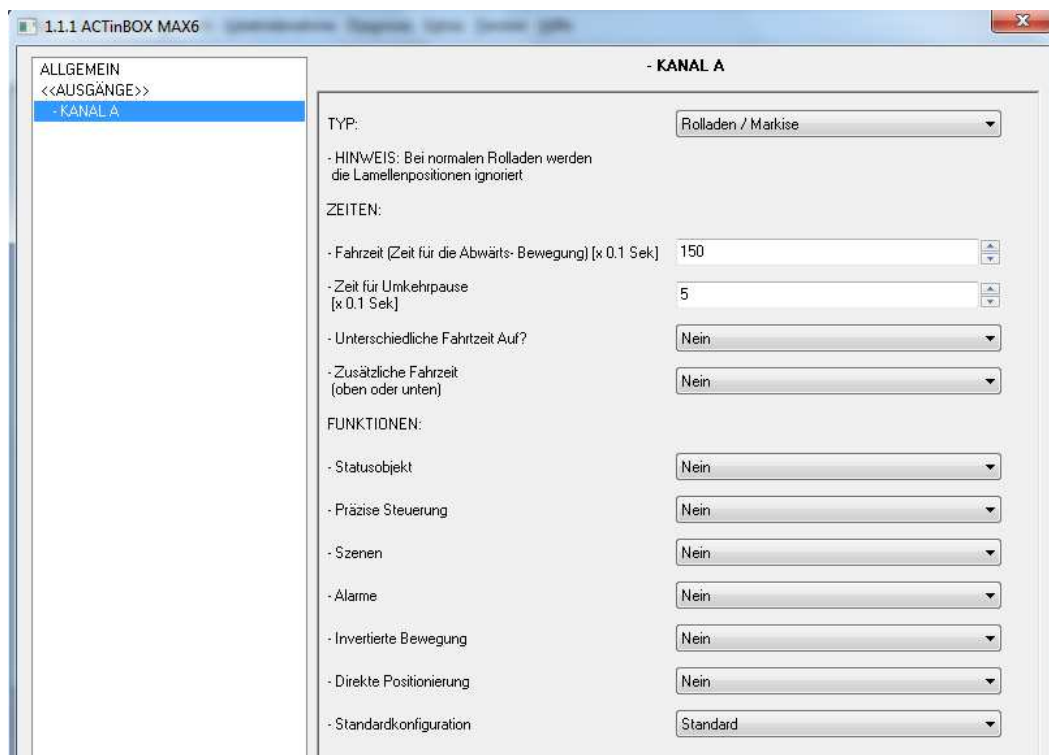 1.1.1 ACTinBOX MAX6
ALLGEMEIN
<<AUSGÄNGE>>
- KANAL A
- KANAL A
TYP:
Rolladen / Markise
- HINWEIS: Bei normalen Rolladen werden
die Lamellenpositionen ignoriert
ZEITEN:
- Fahrzeit (Zeit für die Abwärts- Bewegung) [x 0.1 Sek]
150
- Zeit für Umkehrpause
[x 0.1 Sek]
5
- Unterschiedliche Fahrtzeit Auf?
Nein
- Zusätzliche Fahrzeit
(oben oder unten)
Nein
FUNKTIONEN:
- Statusobjekt
Nein
- Präzise Steuerung
Nein
- Szenen
Nein
- Alarme
Nein
- Invertierte Bewegung
Nein
- Direkte Positionierung
Nein
- Standardkonfiguration
Standard